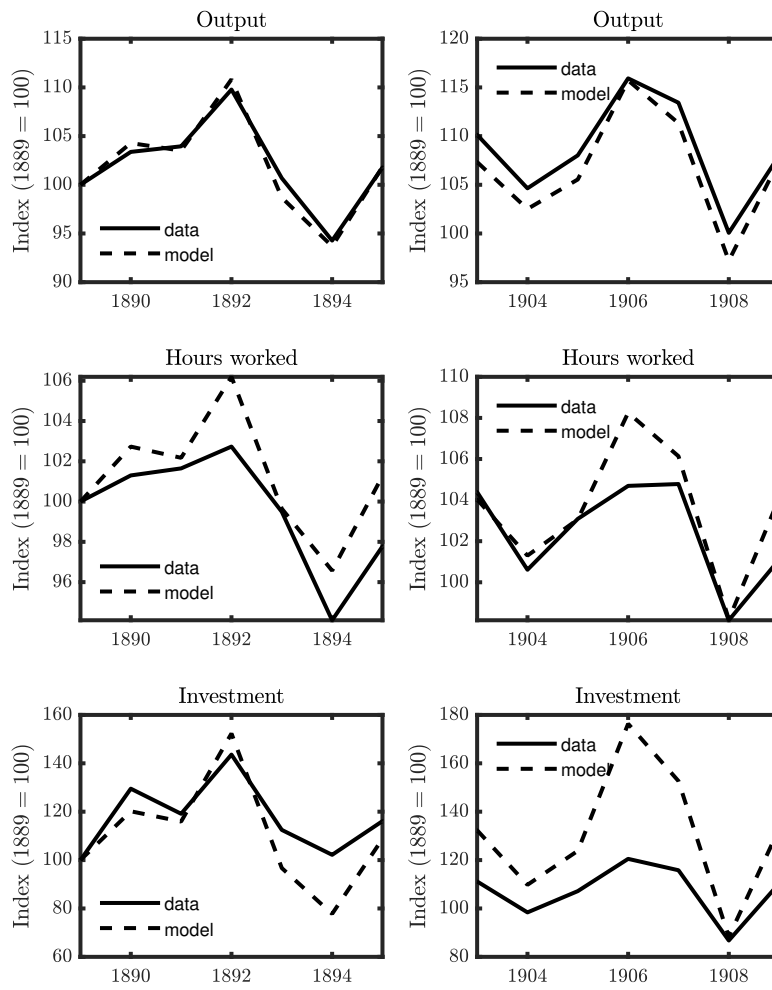 Output
Index (1889 = 100)
115
110
105
100
95
90
data
model
1890
1892
1894
Output
Index (1889 = 100)
120
115
110
105
100
95
data
model
1904
1906
1908
Hours worked
Index (1889 = 100)
106
104
102
100
98
96
data
model
1890
1892
1894
Hours worked
Index (1889 = 100)
110
108
106
104
102
100
data
model
1904
1906
1908
Investment
Index (1889 = 100)
160
140
120
100
80
60
data
model
1890
1892
1894
Investment
Index (1889 = 100)
180
160
140
120
100
80
data
model
1904
1906
1908